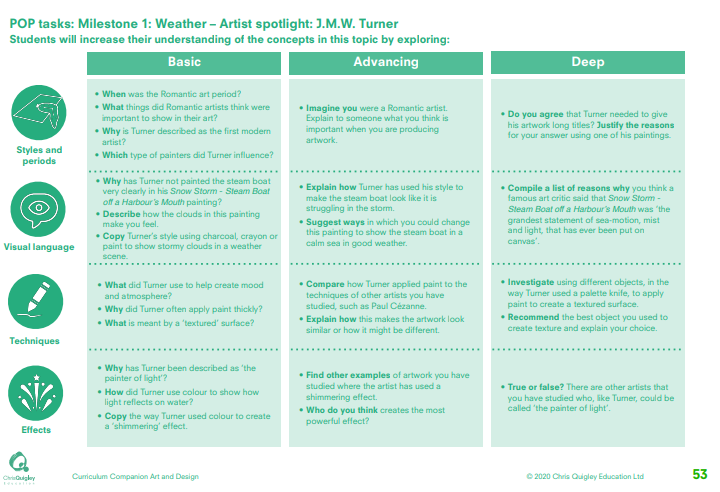 POP tasks: Milestone 1: Weather – Artist spotlight: J.M.W. Turner
Students will increase their understanding of the concepts in this topic by exploring:
Basic
Advancing
Deep
Styles and
periods
• When was the Romantic art period?
• What things did Romantic artists think were
important to show in their art?
• Why is Turner described as the first modern
artist?
• Which type of painters did Turner influence?
• Imagine you were a Romantic artist.
Explain to someone what you think is
important when you are producing
artwork.
• Do you agree that Turner needed to give
his artwork long titles? Justify the reasons
for your answer using one of his paintings.
Visual language
• Why has Turner not painted the steam boat
very clearly in his Snow Storm - Steam Boat
off a Harbour's Mouth painting?
• Describe how the clouds in this painting
make you feel.
• Copy Turner's style using charcoal, crayon or
paint to show stormy clouds in a weather
scene.
• Explain how Turner has used his style to
make the steam boat look like it is
struggling in the storm.
• Suggest ways in which you could change
this painting to show the steam boat in a
calm sea in good weather.
• Compile a list of reasons why you think a
famous art critic said that Snow Storm -
Steam Boat off a Harbour's Mouth was 'the
grandest statement of sea-motion, mist
and light, that has ever been put on
canvas'.
Techniques
• What did Turner use to help create mood
and atmosphere?
• Why did Turner often apply paint thickly?
• What is meant by a 'textured' surface?
• Compare how Turner applied paint to the
techniques of other artists you have
studied, such as Paul Cézanne.
• Explain how this makes the artwork look
similar or how it might be different.
• Investigate using different objects, in the
way Turner used a palette knife, to apply
paint to create a textured surface.
• Recommend the best object you used to
create texture and explain your choice.
Effects
• Why has Turner been described as 'the
painter of light'?
• How did Turner use colour to show how
light reflects on water?
• Copy the way Turner used colour to create
a 'shimmering' effect.
• Find other examples of artwork you have
studied where the artist has used a
shimmering effect.
• Who do you think creates the most
powerful effect?
• True or false? There are other artists that
you have studied who, like Turner, could be
called 'the painter of light'.
ChrisQuigley
EDUCATION
Curriculum Companion Art and Design
© 2020 Chris Quigley Education Ltd
53